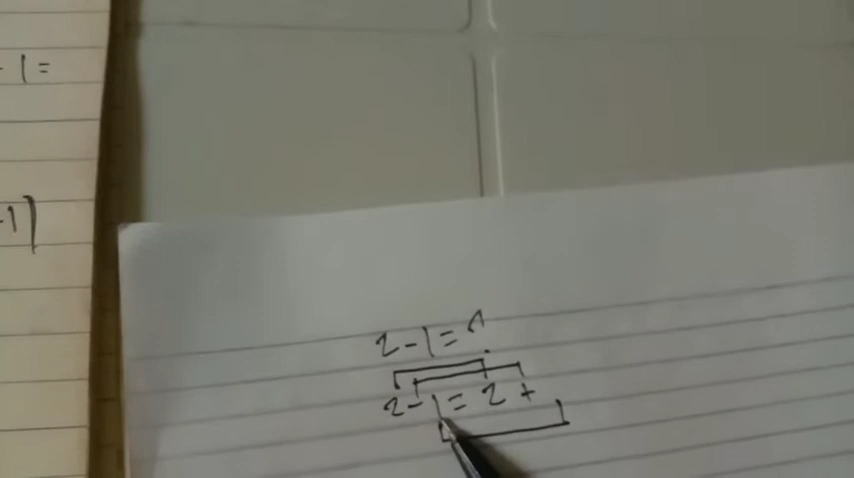 - 1 =
-1)
2 - 1 =
2 - 1 = 2 +